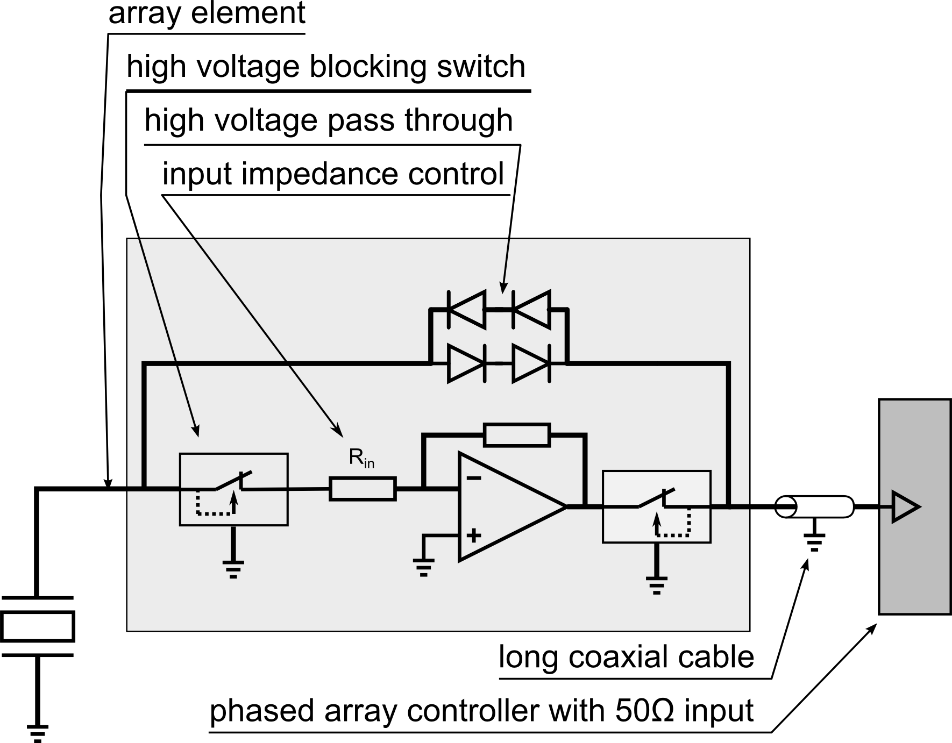 array element
high voltage blocking switch
high voltage pass through
input impedance control
Rin
−
+
long coaxial cable
phased array controller with 50Ω input